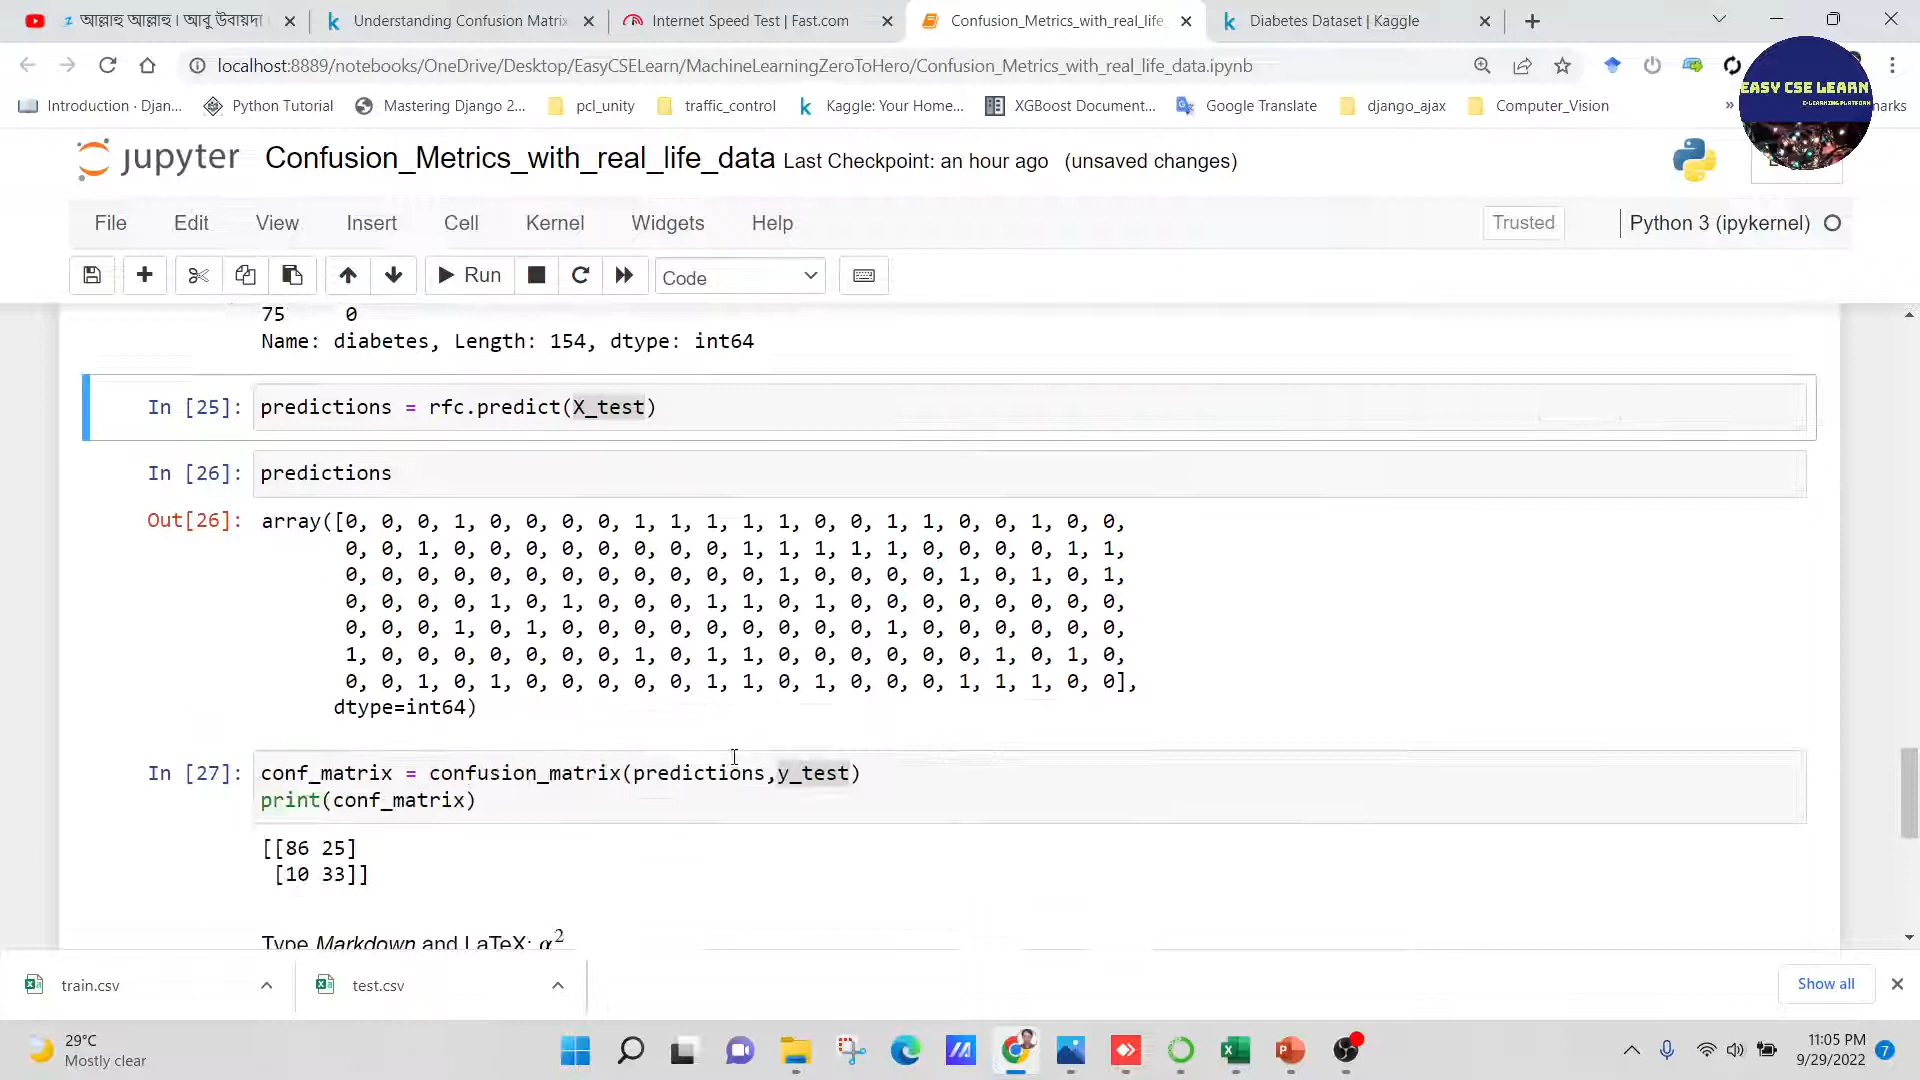 আল্লাহু আল্লাহু। আবু উবায়দা
Understanding Confusion Matrix
Internet Speed Test | Fast.com
Confusion_Metrics_with_real_life_
Diabetes Dataset | Kaggle
localhost:8889/notebooks/OneDrive/Desktop/EasyCSELearn/MachineLearningZeroToHero/Confusion_Metrics_with_real_life_data.ipynb
Introduction · Djan...
Python Tutorial
Mastering Django 2...
pcl_unity
traffic_control
Kaggle: Your Home...
XGBoost Document...
Google Translate
django_ajax
Computer_Vision
»
EASY CSE LEARN
E-LEARNING PLATFORM
jupyter Confusion_Metrics_with_real_life_data Last Checkpoint: an hour ago (unsaved changes)
File Edit View Insert Cell Kernel Widgets Help
Trusted
Python 3 (ipykernel)
Run
Code
75 0
Name: diabetes, Length: 154, dtype: int64
In [25]: predictions = rfc.predict(X_test)
In [26]: predictions
Out[26]: array([0, 0, 0, 1, 0, 0, 0, 0, 1, 1, 1, 1, 1, 0, 0, 1, 1, 0, 0, 1, 0, 0,
0, 0, 1, 0, 0, 0, 0, 0, 0, 0, 0, 1, 1, 1, 1, 1, 0, 0, 0, 0, 1, 1,
0, 0, 0, 0, 0, 0, 0, 0, 0, 0, 0, 0, 1, 0, 0, 0, 0, 1, 0, 1, 0, 1,
0, 0, 0, 0, 1, 0, 1, 0, 0, 0, 1, 1, 0, 1, 0, 0, 0, 0, 0, 0, 0, 0,
0, 0, 0, 1, 0, 1, 0, 0, 0, 0, 0, 0, 0, 0, 0, 1, 0, 0, 0, 0, 0, 0,
1, 0, 0, 0, 0, 0, 0, 0, 1, 0, 1, 1, 0, 0, 0, 0, 0, 0, 1, 0, 1, 0,
0, 0, 1, 0, 1, 0, 0, 0, 0, 0, 1, 1, 0, 1, 0, 0, 0, 1, 1, 1, 0, 0],
dtype=int64)
In [27]: conf_matrix = confusion_matrix(predictions,y_test)
print(conf_matrix)
[[86 25]
[10 33]]
Type Markdown and LaTeX: α²
train.csv
test.csv
Show all
29°C
Mostly clear
11:05 PM
9/29/2022
7